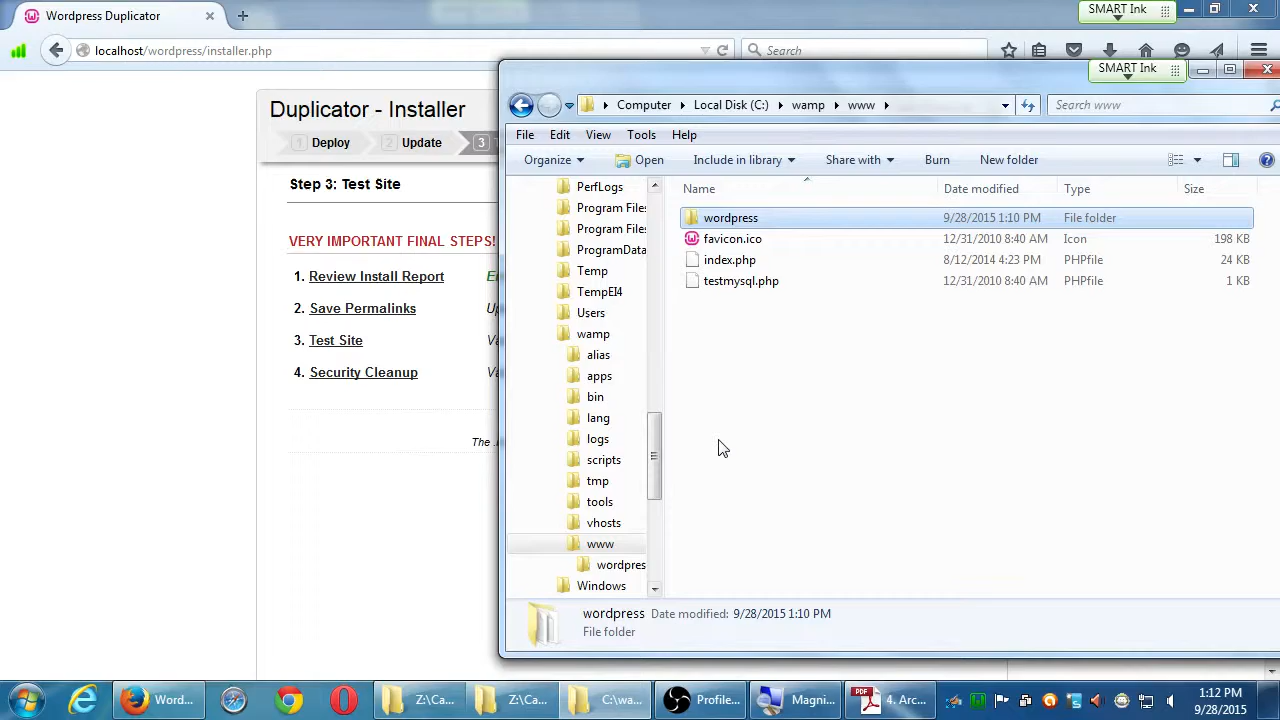 Wordpress Duplicator
SMART Ink
localhost/wordpress/installer.php
Search
SMART Ink
Duplicator - Installer
1 Deploy
2 Update
3
Step 3: Test Site
VERY IMPORTANT FINAL STEPS!
1. Review Install Report
2. Save Permalinks
3. Test Site
4. Security Cleanup
The
Computer
Local Disk (C:)
wamp
www
Search www
File Edit View Tools Help
Organize Open Include in library Share with Burn New folder
PerfLogs
Program Files
Program Files
ProgramData
Temp
TempEI4
Users
wamp
alias
apps
bin
lang
logs
scripts
tmp
tools
vhosts
www
wordpres
Windows
Name Date modified Type Size
wordpress 9/28/2015 1:10 PM File folder
favicon.ico 12/31/2010 8:40 AM Icon 198 KB
index.php 8/12/2014 4:23 PM PHPfile 24 KB
testmysql.php 12/31/2010 8:40 AM PHPfile 1 KB
wordpress Date modified: 9/28/2015 1:10 PM
File folder
Word...
Z:\Ca...
Z:\Ca...
C:\wa...
Profile...
Magni...
PDF
4. Arc...
1:12 PM
9/28/2015